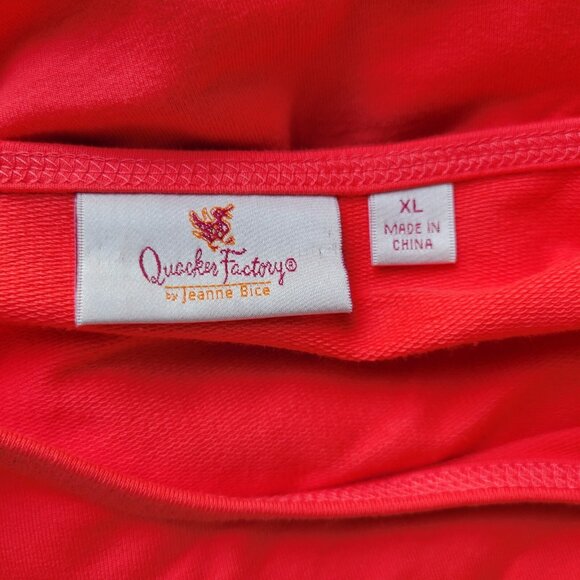 Quacker Factory®
by Jeanne Bice
XL
MADE IN
CHINA